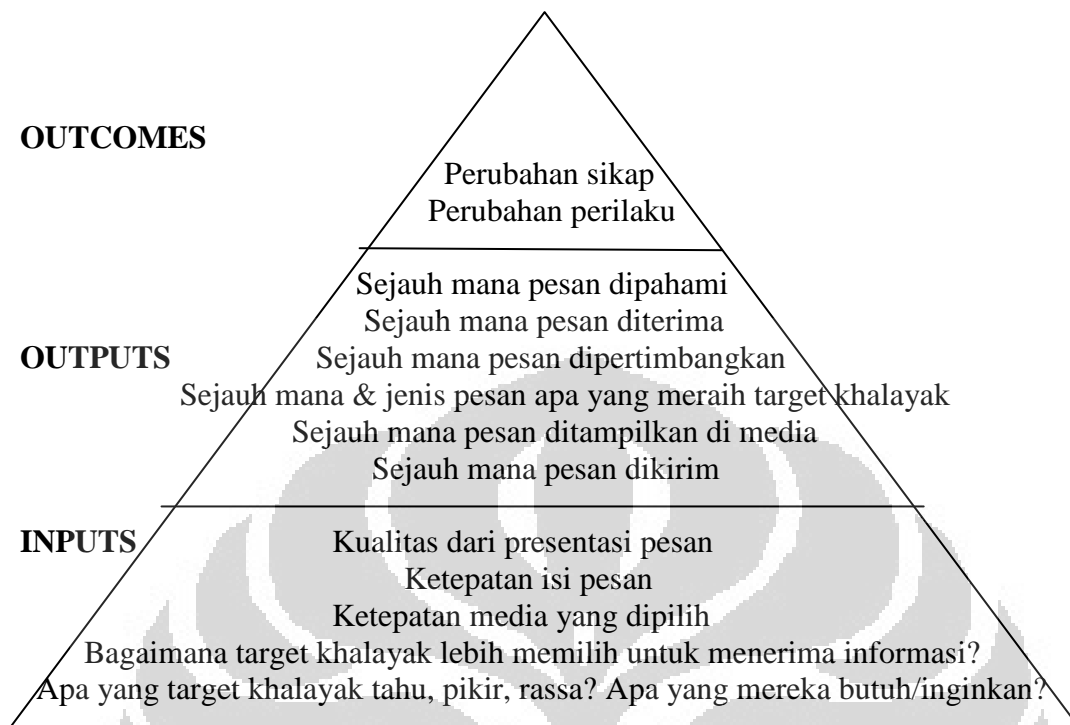 OUTCOMES
Perubahan sikap
Perubahan perilaku
Sejauh mana pesan dipahami
Sejauh mana pesan diterima
OUTPUTS
Sejauh mana pesan dipertimbangkan
Sejauh mana & jenis pesan apa yang meraih target khalayak
Sejauh mana pesan ditampilkan di media
Sejauh mana pesan dikirim
INPUTS
Kualitas dari presentasi pesan
Ketepatan isi pesan
Ketepatan media yang dipilih
Bagaimana target khalayak lebih memilih untuk menerima informasi?
Apa yang target khalayak tahu, pikir, rassa? Apa yang mereka butuh/inginkan?